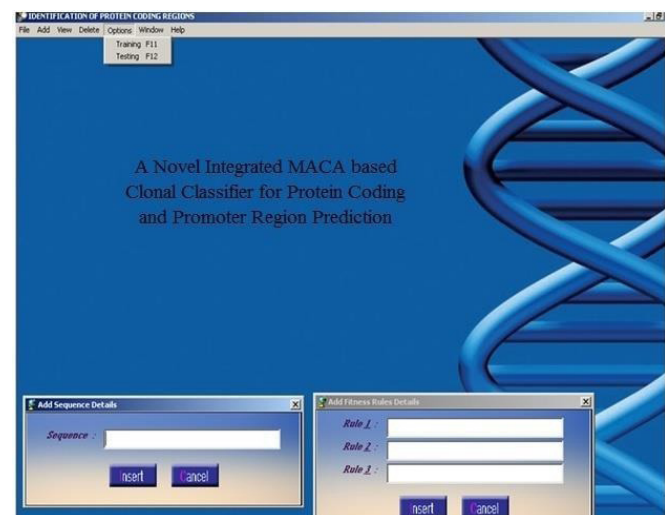 IDENTIFICATION OF PROTEIN CODING REGIONS
File Add View Delete Options Window Help
Training F11
Testing F12
A Novel Integrated MACA based
Clonal Classifier for Protein Coding
and Promoter Region Prediction
Add Sequence Details
Sequence :
Insert Cancel
Add Fitness Rules Details
Rule 1 :
Rule 2 :
Rule 3 :
Insert Cancel